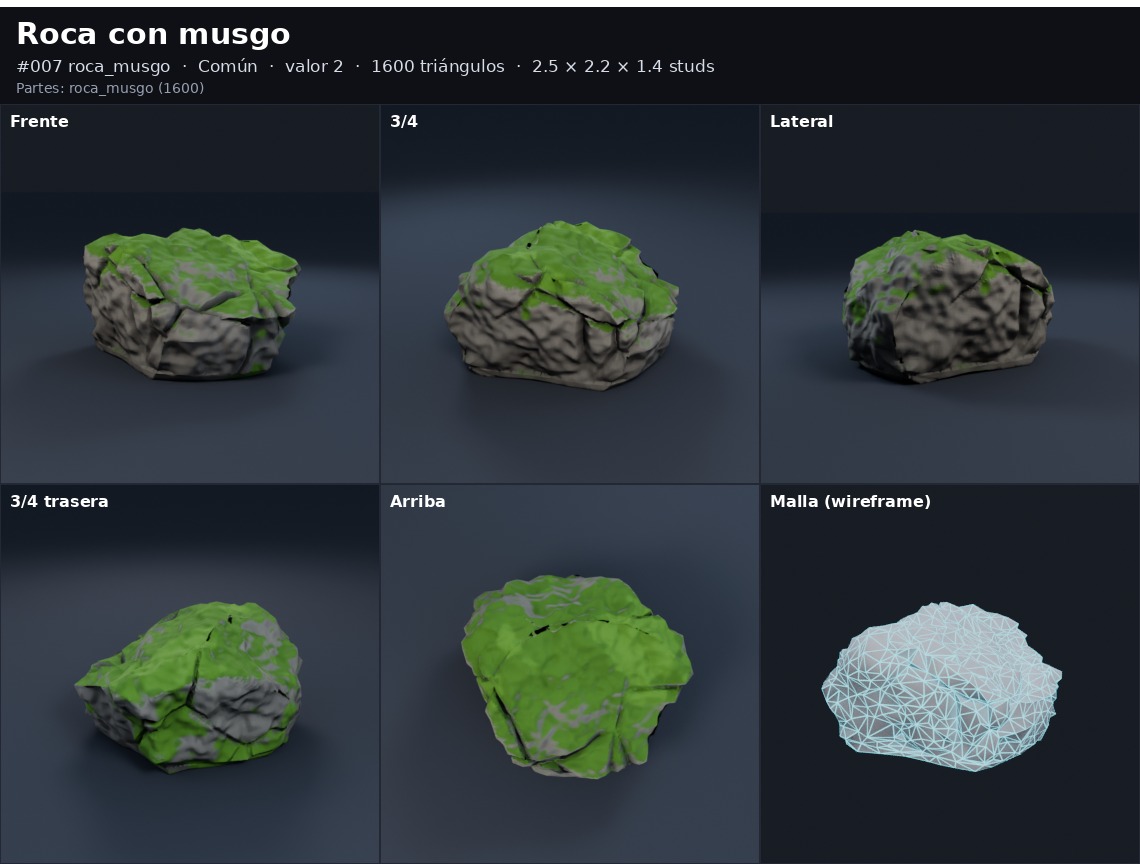 Roca con musgo
#007 roca_musgo · Común · valor 2 · 1600 triángulos · 2.5 × 2.2 × 1.4 studs
Partes: roca_musgo (1600)
Frente
3/4
Lateral
3/4 trasera
Arriba
Malla (wireframe)